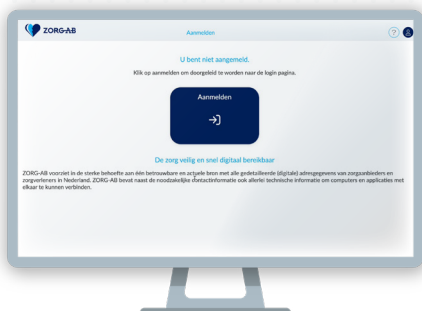 ZORG-AB
Aanmelden
?
U bent niet aangemeld.
Klik op aanmelden om doorgeleid te worden naar de login pagina.
Aanmelden
De zorg veilig en snel digitaal bereikbaar
ZORG-AB voorziet in de sterke behoefte aan één betrouwbare en actuele bron met alle gedetailleerde (digitale) adresgegevens van zorgaanbieders en
zorgverleners in Nederland. ZORG-AB bevat naast de noodzakelijke contactinformatie ook allerlei technische informatie om computers en applicaties met
elkaar te kunnen verbinden.